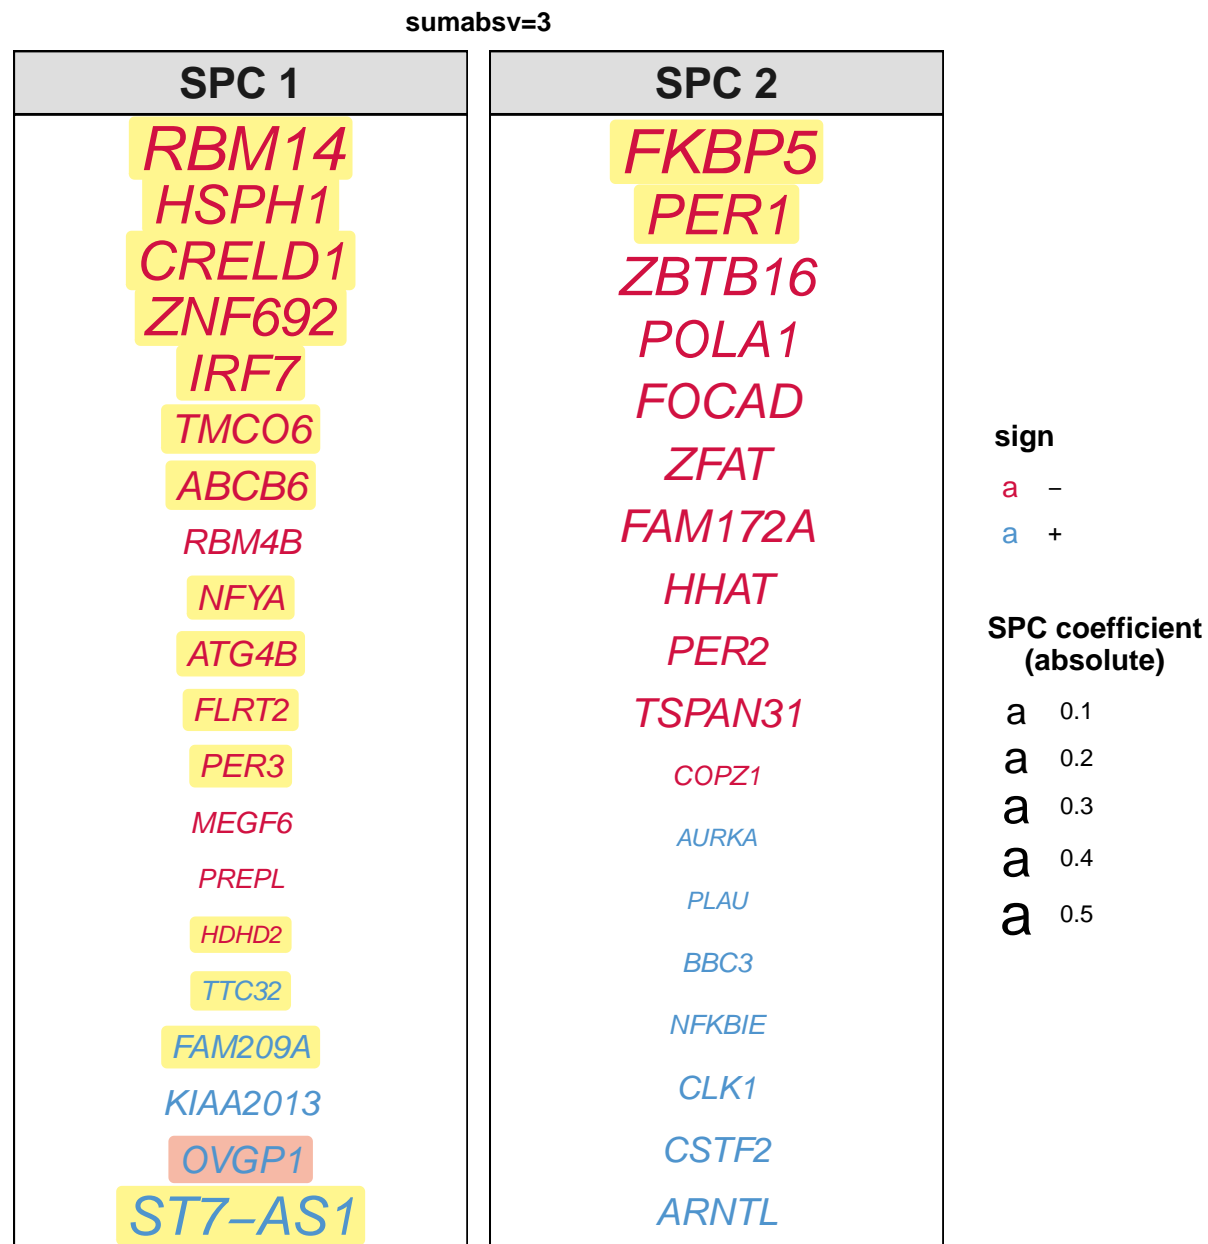 sumabsv=3
SPC 1
RBM14
HSPH1
CRELD1
ZNF692
IRF7
TMCO6
ABCB6
RBM4B
NFYA
ATG4B
FLRT2
PER3
MEGF6
PREPL
HDHD2
TTC32
FAM209A
KIAA2013
OVGP1
ST7−AS1
SPC 2
FKBP5
PER1
ZBTB16
POLA1
FOCAD
ZFAT
FAM172A
HHAT
PER2
TSPAN31
COPZ1
AURKA
PLAU
BBC3
NFKBIE
CLK1
CSTF2
ARNTL
sign
a −
a +
SPC coefficient
(absolute)
a 0.1
a 0.2
a 0.3
a 0.4
a 0.5